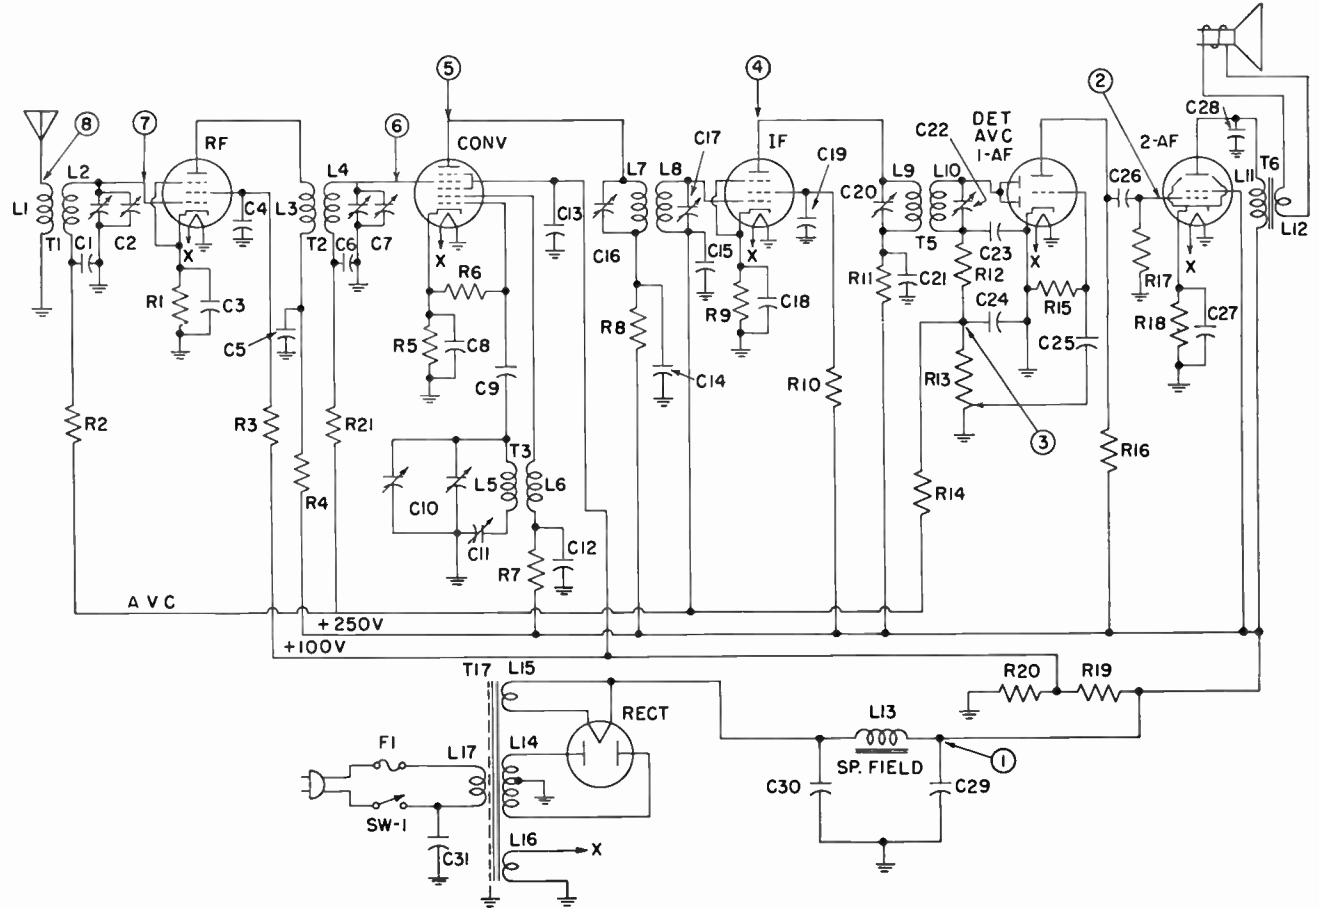 8
7
RF
6
5
CONV
4
IF
C17
C19
DET
AVC
1-AF
C22
2
2-AF
C28
L1
L2
T1
C1
C2
C4
L3
L4
T2
C6
C7
C13
L7
L8
C16
C15
C20
L9
L10
T5
C26
L11
T6
L12
X
R1
C3
C5
X
R6
R5
C8
C9
R8
C14
X
R9
C18
R10
R11
C21
C23
R12
C24
X
R15
C25
R13
R17
X
R18
C27
R2
R3
R4
R21
C10
T3
L5
L6
C11
R7
C12
R14
3
R16
AVC
+250V
+100V
T17
L15
RECT
R20
R19
F1
L17
L14
L13
SP. FIELD
1
SW-1
C30
C29
C31
L16
X